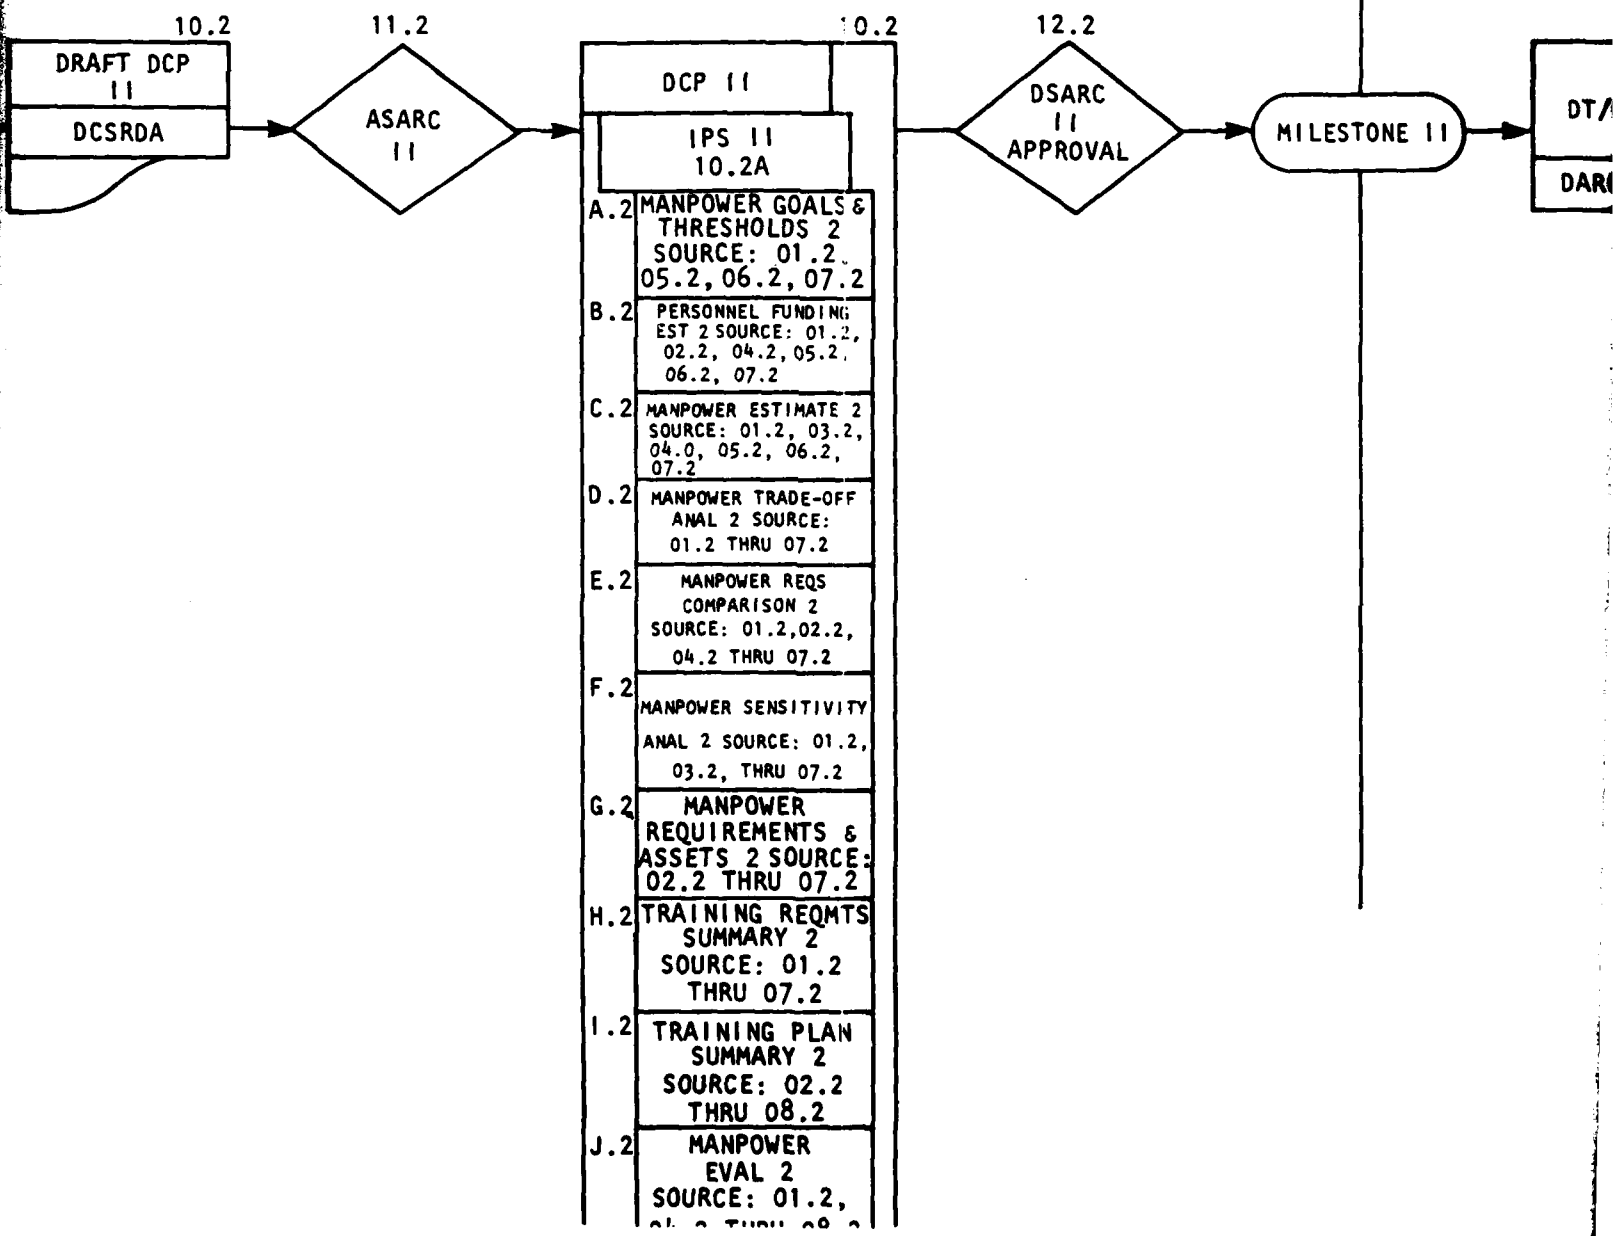 10.2
DRAFT DCP
II
DCSRDA
11.2
ASARC
II
10.2
DCP II
IPS II
10.2A
A.2
MANPOWER GOALS &
THRESHOLDS 2
SOURCE: 01.2,
05.2, 06.2, 07.2
B.2
PERSONNEL FUNDING
EST 2 SOURCE: 01.2,
02.2, 04.2, 05.2,
06.2, 07.2
C.2
MANPOWER ESTIMATE 2
SOURCE: 01.2, 03.2,
04.0, 05.2, 06.2,
07.2
D.2
MANPOWER TRADE-OFF
ANAL 2 SOURCE:
01.2 THRU 07.2
E.2
MANPOWER REQS
COMPARISON 2
SOURCE: 01.2,02.2,
04.2 THRU 07.2
F.2
MANPOWER SENSITIVITY
ANAL 2 SOURCE: 01.2,
03.2, THRU 07.2
G.2
MANPOWER
REQUIREMENTS &
ASSETS 2 SOURCE:
02.2 THRU 07.2
H.2
TRAINING REQMTS
SUMMARY 2
SOURCE: 01.2
THRU 07.2
I.2
TRAINING PLAN
SUMMARY 2
SOURCE: 02.2
THRU 08.2
J.2
MANPOWER
EVAL 2
SOURCE: 01.2,
04.2 THRU 08.2
12.2
DSARC
II
APPROVAL
MILESTONE II
DT/